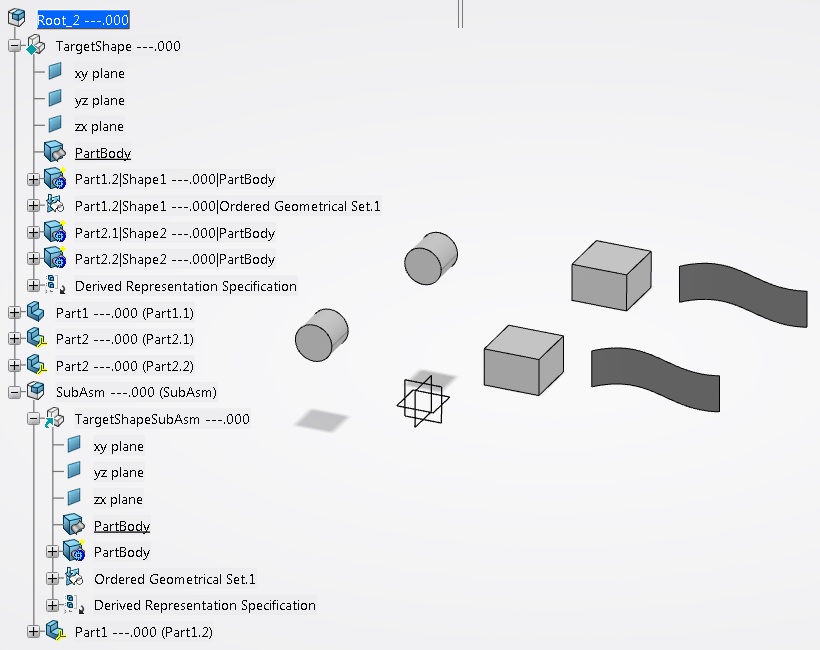 Root_2 ---.000
TargetShape ---.000
xy plane
yz plane
zx plane
PartBody
Part1.2|Shape1 ---.000|PartBody
Part1.2|Shape1 ---.000|Ordered Geometrical Set.1
Part2.1|Shape2 ---.000|PartBody
Part2.2|Shape2 ---.000|PartBody
Derived Representation Specification
Part1 ---.000 (Part1.1)
Part2 ---.000 (Part2.1)
Part2 ---.000 (Part2.2)
SubAsm ---.000 (SubAsm)
TargetShapeSubAsm ---.000
xy plane
yz plane
zx plane
PartBody
PartBody
Ordered Geometrical Set.1
Derived Representation Specification
Part1 ---.000 (Part1.2)